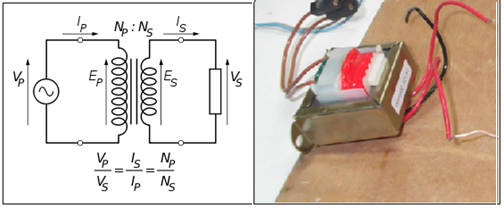 I_P N_P : N_S I_S
V_P E_P E_S V_S
V_P/V_S = I_S/I_P = N_P/N_S